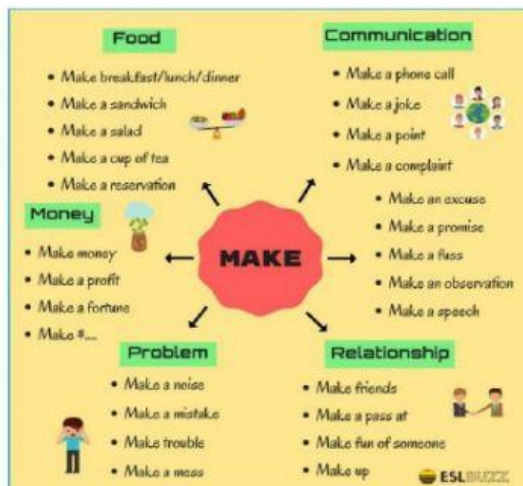 Food
• Make breakfast/lunch/dinner
• Make a sandwich
• Make a salad
• Make a cup of tea
• Make a reservation
Communication
• Make a phone call
• Make a joke
• Make a point
• Make a complaint
• Make an excuse
• Make a promise
• Make a fuss
• Make an observation
• Make a speech
Money
• Make money
• Make a profit
• Make a fortune
• Make $....
MAKE
Problem
• Make a noise
• Make a mistake
• Make trouble
• Make a mess
Relationship
• Make friends
• Make a pass at
• Make fun of someone
• Make up
ESLBUZZ